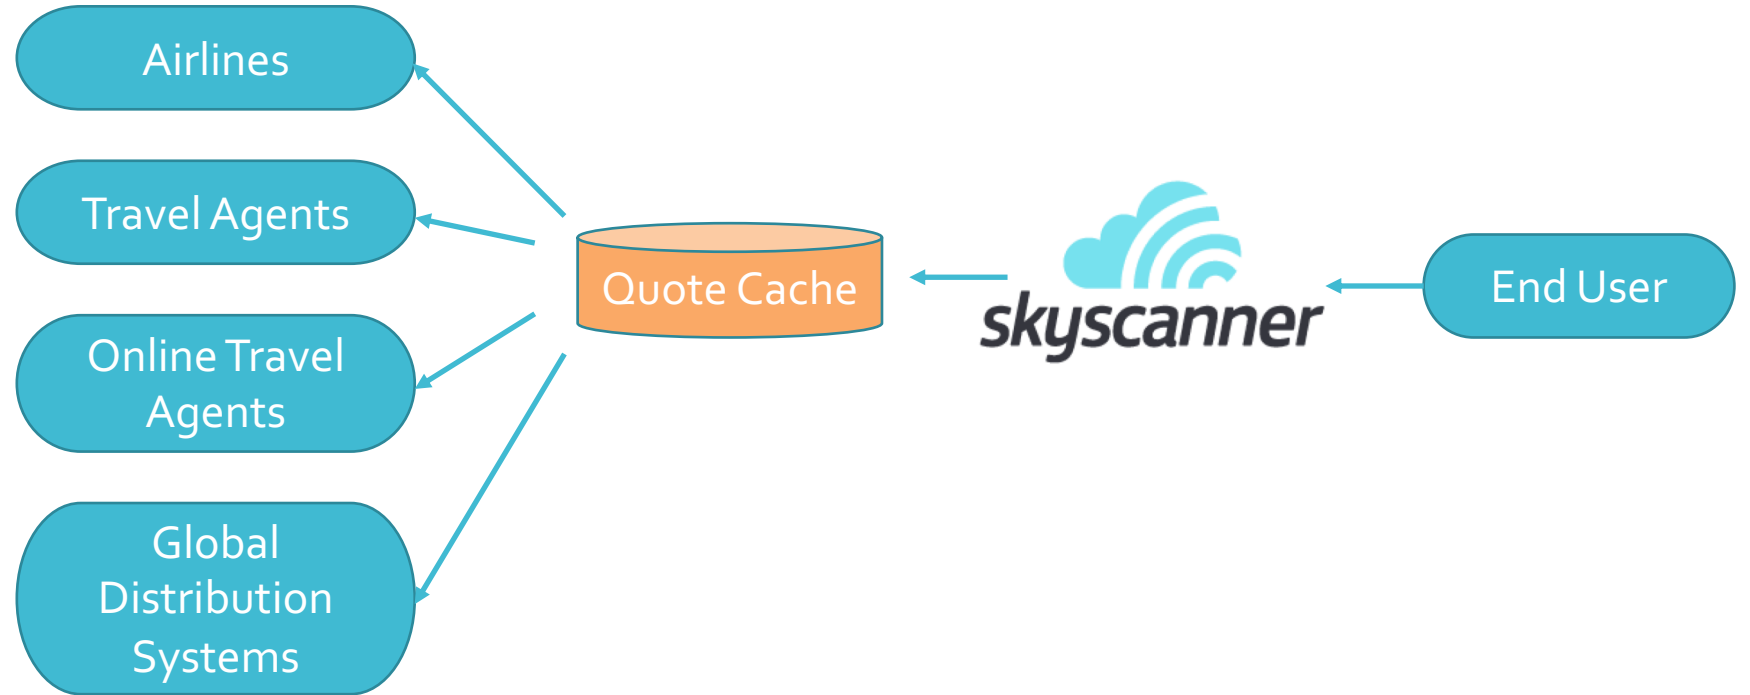 Airlines
Travel Agents
Online Travel
Agents
Global
Distribution
Systems
Quote Cache
skyscanner
End User